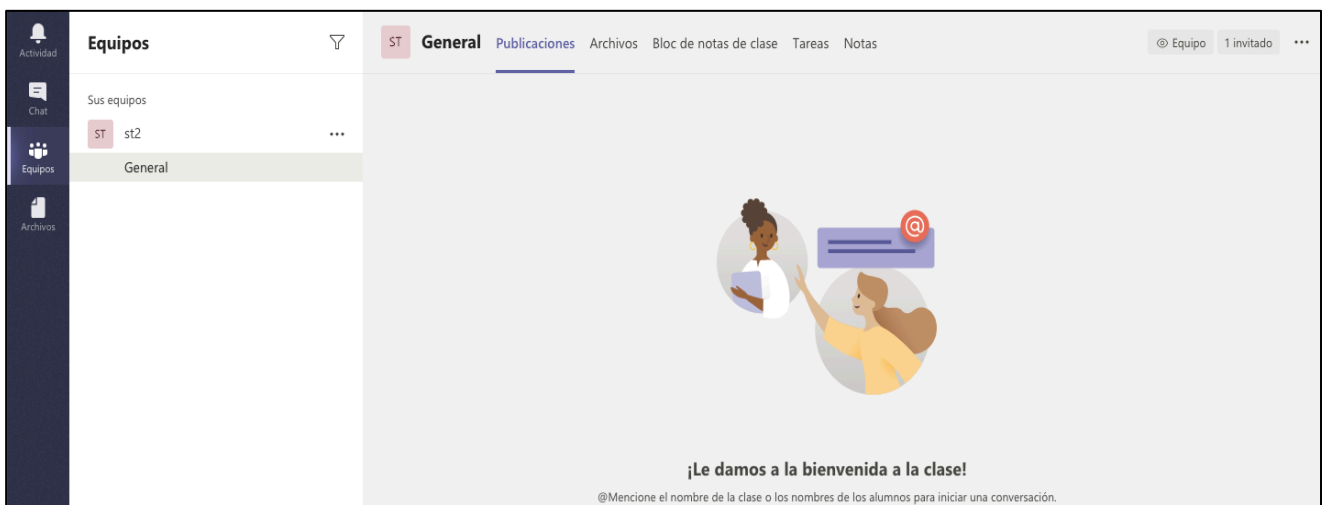 Actividad
Chat
Equipos
Archivos
Equipos
Sus equipos
ST st2
General
ST General Publicaciones Archivos Bloc de notas de clase Tareas Notas
Equipo 1 invitado
@
¡Le damos a la bienvenida a la clase!
@Mencione el nombre de la clase o los nombres de los alumnos para iniciar una conversación.